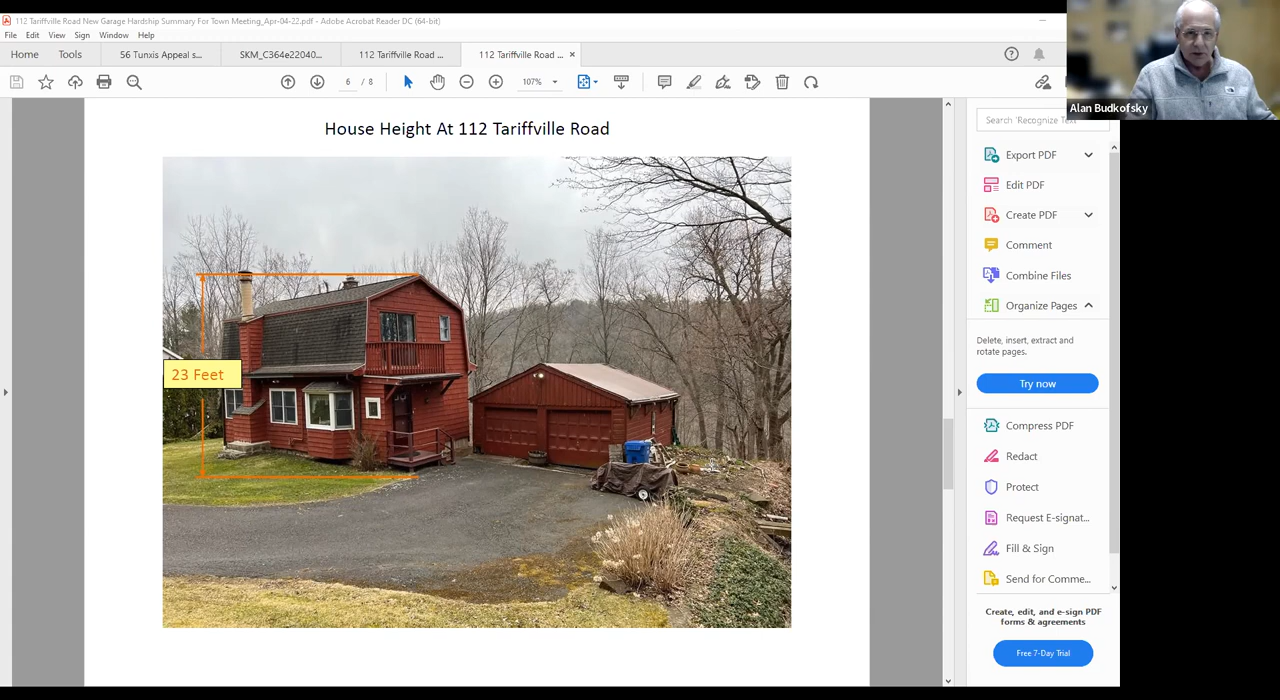 112 Tariffville Road New Garage Hardship Summary For Town Meeting_Apr-04-22.pdf - Adobe Acrobat Reader DC (64-bit)
File Edit View Sign Window Help
Home Tools 56 Tunxis Appeal s... SKM_C364e22040... 112 Tariffville Road ... 112 Tariffville Road ... ×
6 / 8 107%
Alan Budkofsky
House Height At 112 Tariffville Road
23 Feet
Search 'Recognize Text
Export PDF
Edit PDF
Create PDF
Comment
Combine Files
Organize Pages
Delete, insert, extract and
rotate pages.
Try now
Compress PDF
Redact
Protect
Request E-signat...
Fill & Sign
Send for Comme...
Create, edit, and e-sign PDF
forms & agreements
Free 7-Day Trial